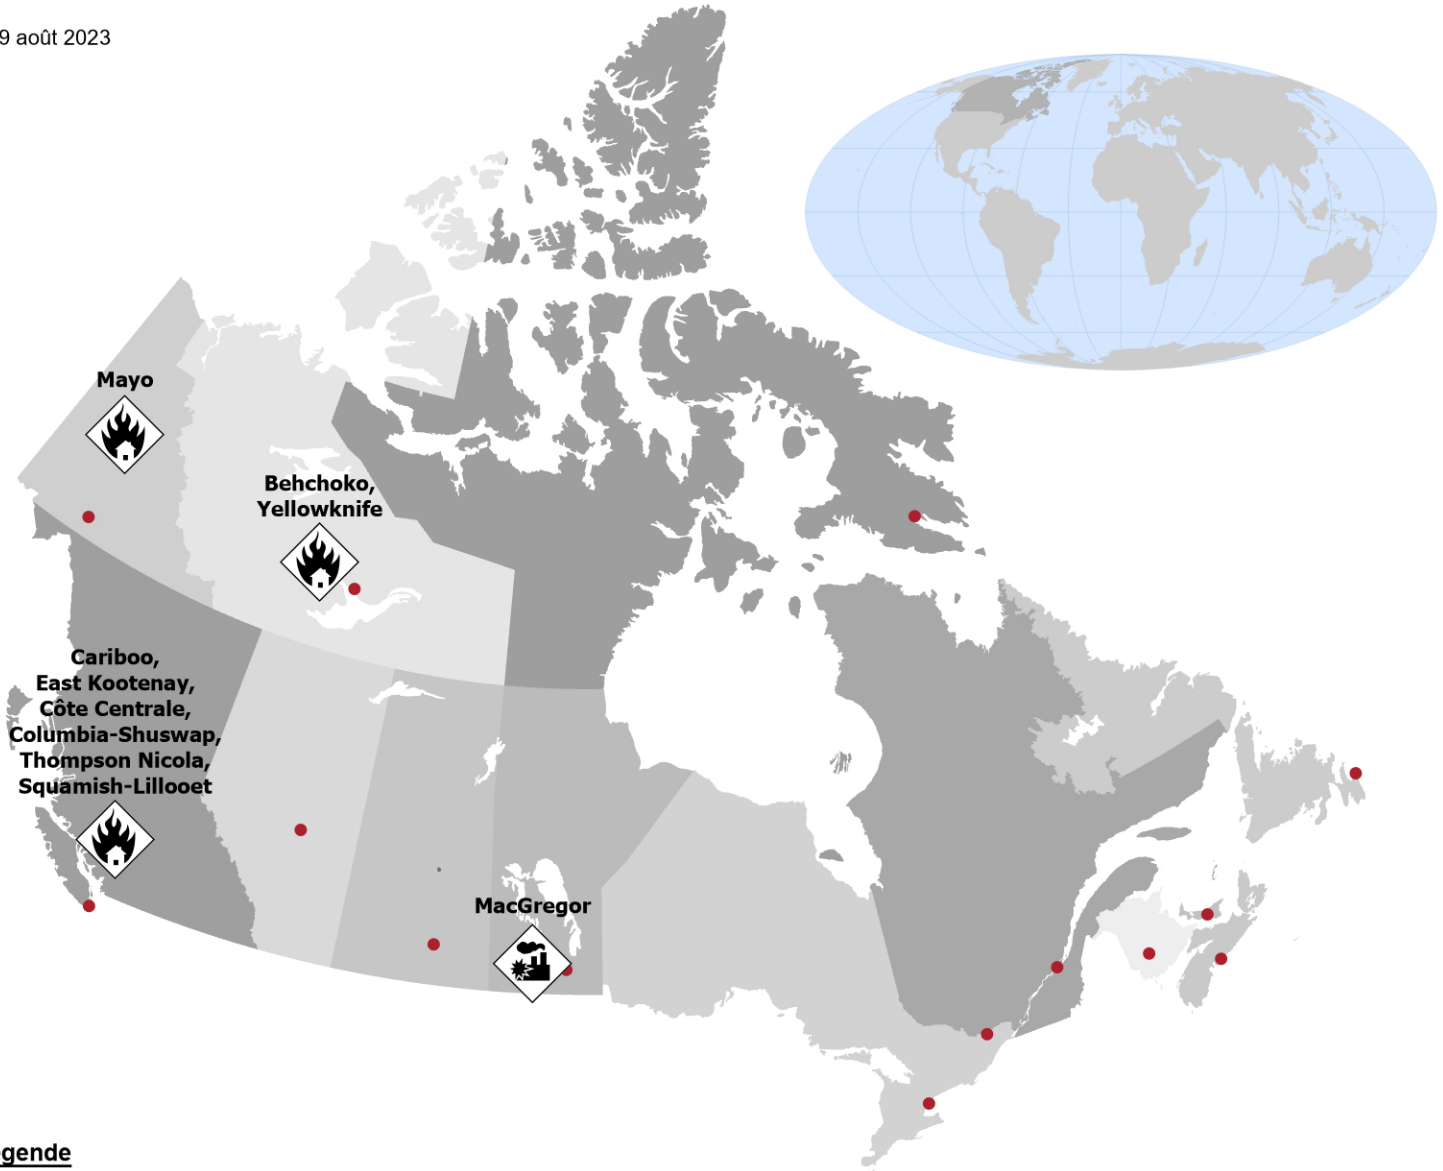 9 août 2023
Mayo
Behchoko,
Yellowknife
Cariboo,
East Kootenay,
Côte Centrale,
Columbia-Shuswap,
Thompson Nicola,
Squamish-Lillooet
MacGregor
gende